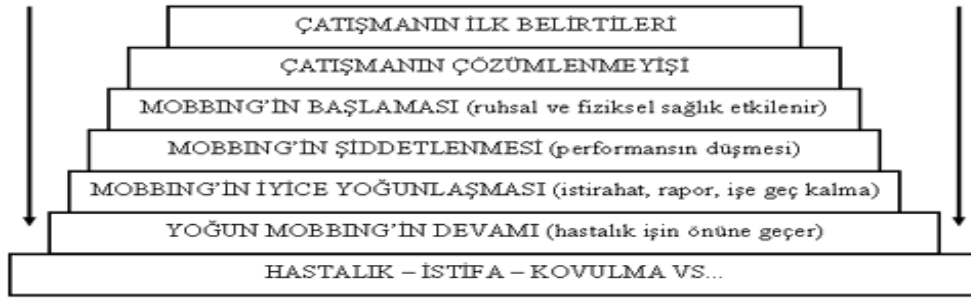 ÇATIŞMANIN İLK BELİRTİLERİ
ÇATIŞMANIN ÇÖZÜMLENMEYİŞİ
MOBBING'İN BAŞLAMASI (ruhsal ve fiziksel sağlık etkilenir)
MOBBING'İN ŞİDDETLENMESİ (performansın düşmesi)
MOBBING'İN İYİCE YOĞUNLAŞMASI (istirahat, rapor, işe geç kalma)
YOĞUN MOBBING'İN DEVAMI (hastalık işin önüne geçer)
HASTALIK – İSTİFA – KOVULMA VS...